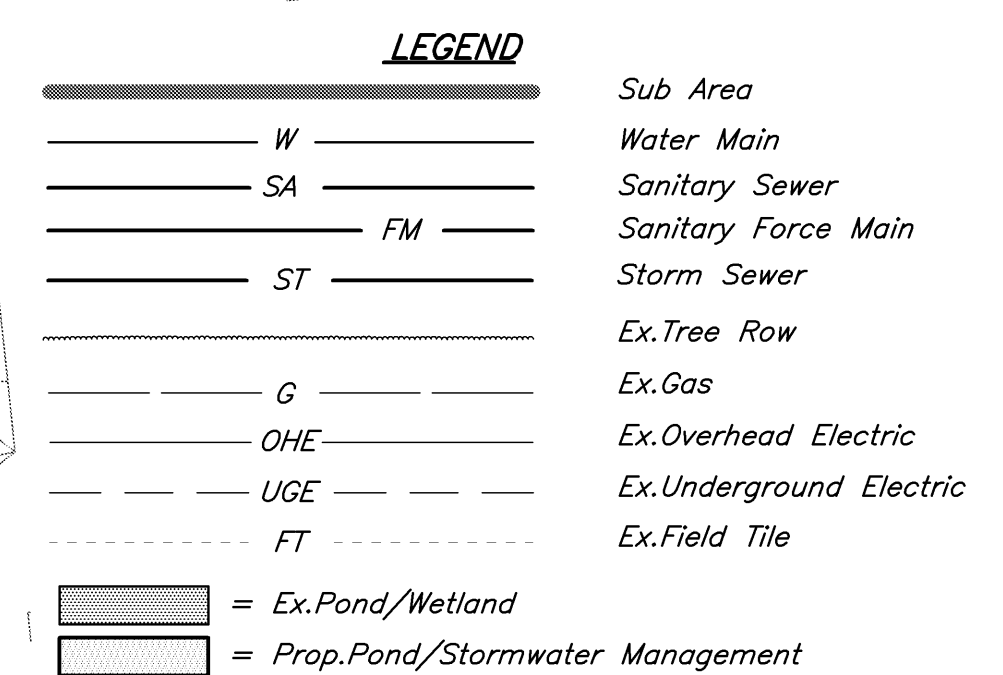 LEGEND
Sub Area
W Water Main
SA Sanitary Sewer
FM Sanitary Force Main
ST Storm Sewer
Ex.Tree Row
G Ex.Gas
OHE Ex.Overhead Electric
UGE Ex.Underground Electric
FT Ex.Field Tile
= Ex.Pond/Wetland
= Prop.Pond/Stormwater Management